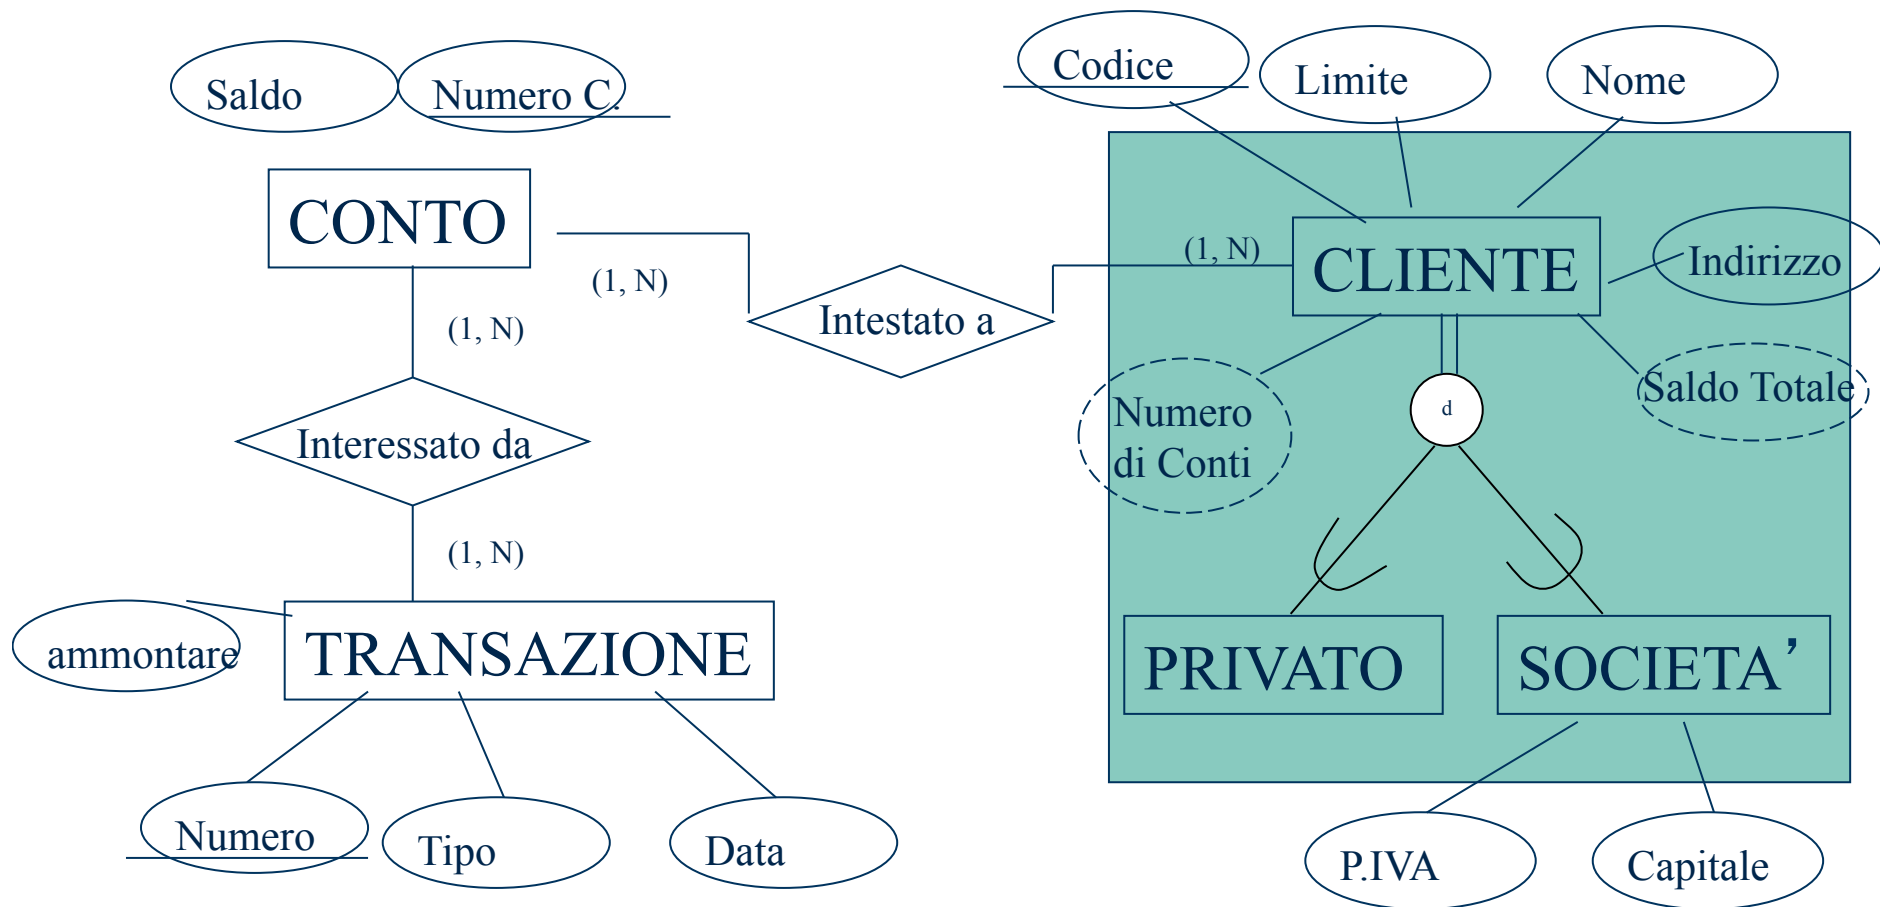 Codice
Limite
Nome
Saldo
Numero C.
CONTO
(1, N)
(1, N)
CLIENTE
Indirizzo
Intestato a
(1, N)
Saldo Totale
Numero
di Conti
d
Interessato da
(1, N)
ammontare
TRANSAZIONE
PRIVATO
SOCIETA’
Numero
Tipo
Data
P.IVA
Capitale